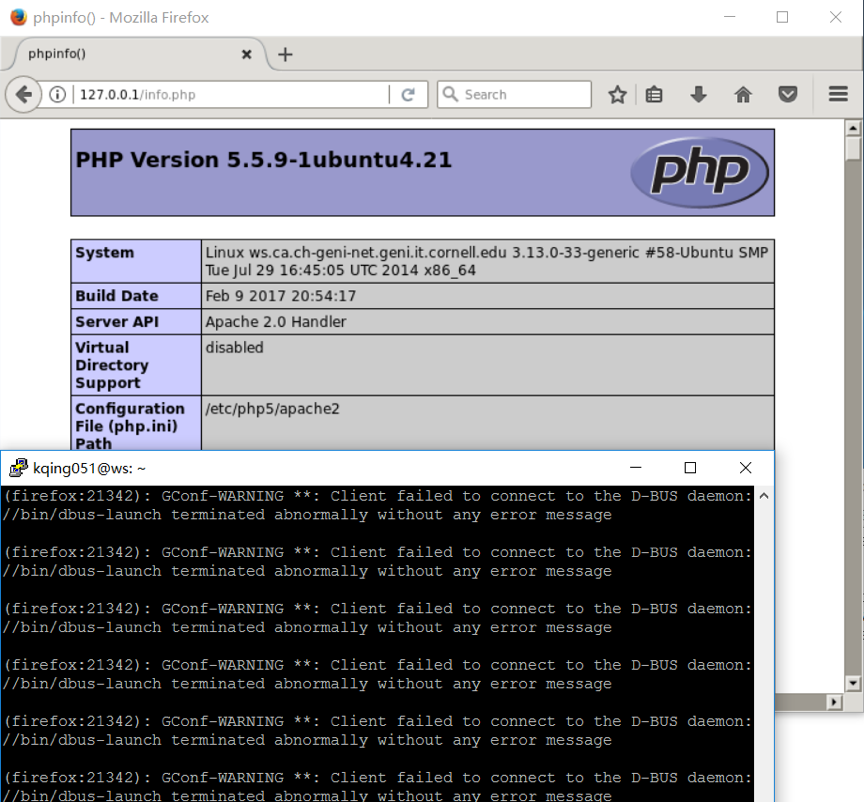 phpinfo() - Mozilla Firefox
phpinfo()
127.0.0.1/info.php
Search
PHP Version 5.5.9-1ubuntu4.21
php
System
Linux ws.ca.ch-geni-net.geni.it.cornell.edu 3.13.0-33-generic #58-Ubuntu SMP
Tue Jul 29 16:45:05 UTC 2014 x86_64
Build Date
Feb 9 2017 20:54:17
Server API
Apache 2.0 Handler
Virtual
Directory
Support
disabled
Configuration
File (php.ini)
Path
/etc/php5/apache2
kqing051@ws: ~
(firefox:21342): GConf-WARNING **: Client failed to connect to the D-BUS daemon:
//bin/dbus-launch terminated abnormally without any error message
(firefox:21342): GConf-WARNING **: Client failed to connect to the D-BUS daemon:
//bin/dbus-launch terminated abnormally without any error message
(firefox:21342): GConf-WARNING **: Client failed to connect to the D-BUS daemon:
//bin/dbus-launch terminated abnormally without any error message
(firefox:21342): GConf-WARNING **: Client failed to connect to the D-BUS daemon:
//bin/dbus-launch terminated abnormally without any error message
(firefox:21342): GConf-WARNING **: Client failed to connect to the D-BUS daemon:
//bin/dbus-launch terminated abnormally without any error message
(firefox:21342): GConf-WARNING **: Client failed to connect to the D-BUS daemon:
//bin/dbus-launch terminated abnormally without any error message